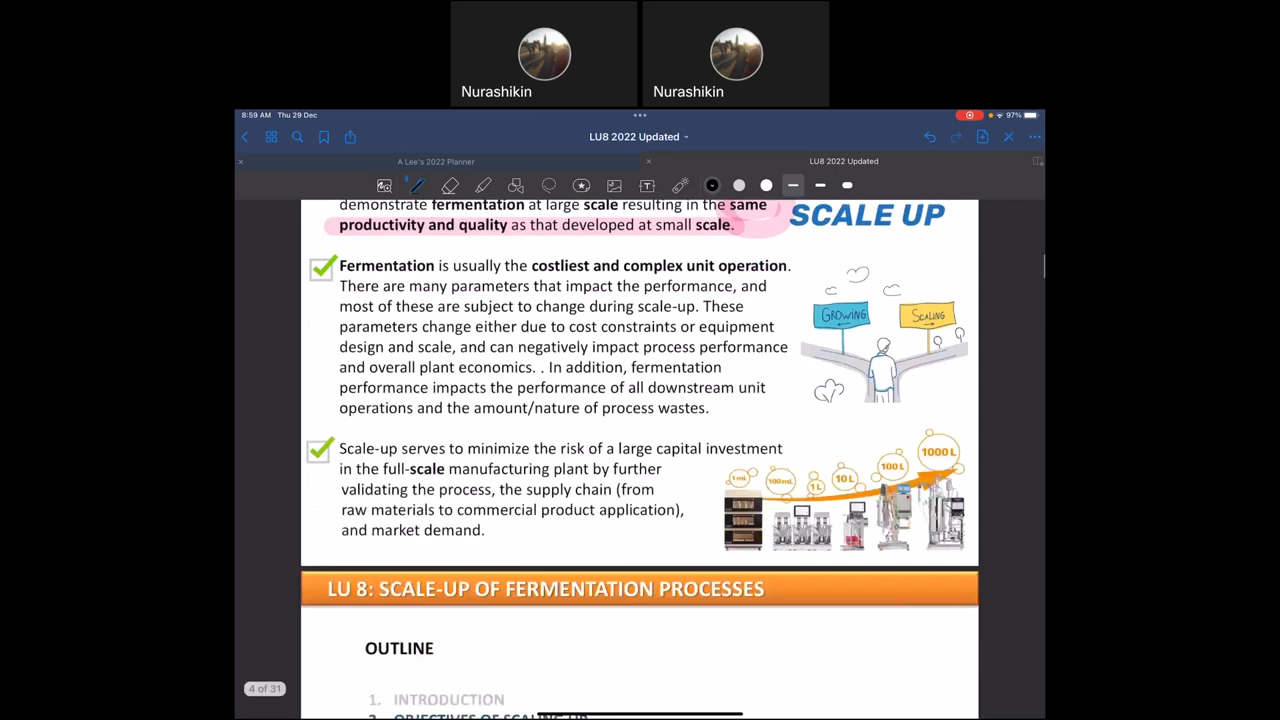 Nurashikin
Nurashikin
8:59 AM Thu 29 Dec
97%
LU8 2022 Updated
A Lee's 2022 Planner
LU8 2022 Updated
demonstrate fermentation at large scale resulting in the same
productivity and quality as that developed at small scale.
SCALE UP
Fermentation is usually the costliest and complex unit operation.
There are many parameters that impact the performance, and
most of these are subject to change during scale-up. These
parameters change either due to cost constraints or equipment
design and scale, and can negatively impact process performance
and overall plant economics. . In addition, fermentation
performance impacts the performance of all downstream unit
operations and the amount/nature of process wastes.
GROWING
SCALING
Scale-up serves to minimize the risk of a large capital investment
in the full-scale manufacturing plant by further
validating the process, the supply chain (from
raw materials to commercial product application),
and market demand.
1 mL
100 mL
1 L
10 L
100 L
1000 L
LU 8: SCALE-UP OF FERMENTATION PROCESSES
OUTLINE
1. INTRODUCTION
2. OBJECTIVES OF SCALING UP
4 of 31